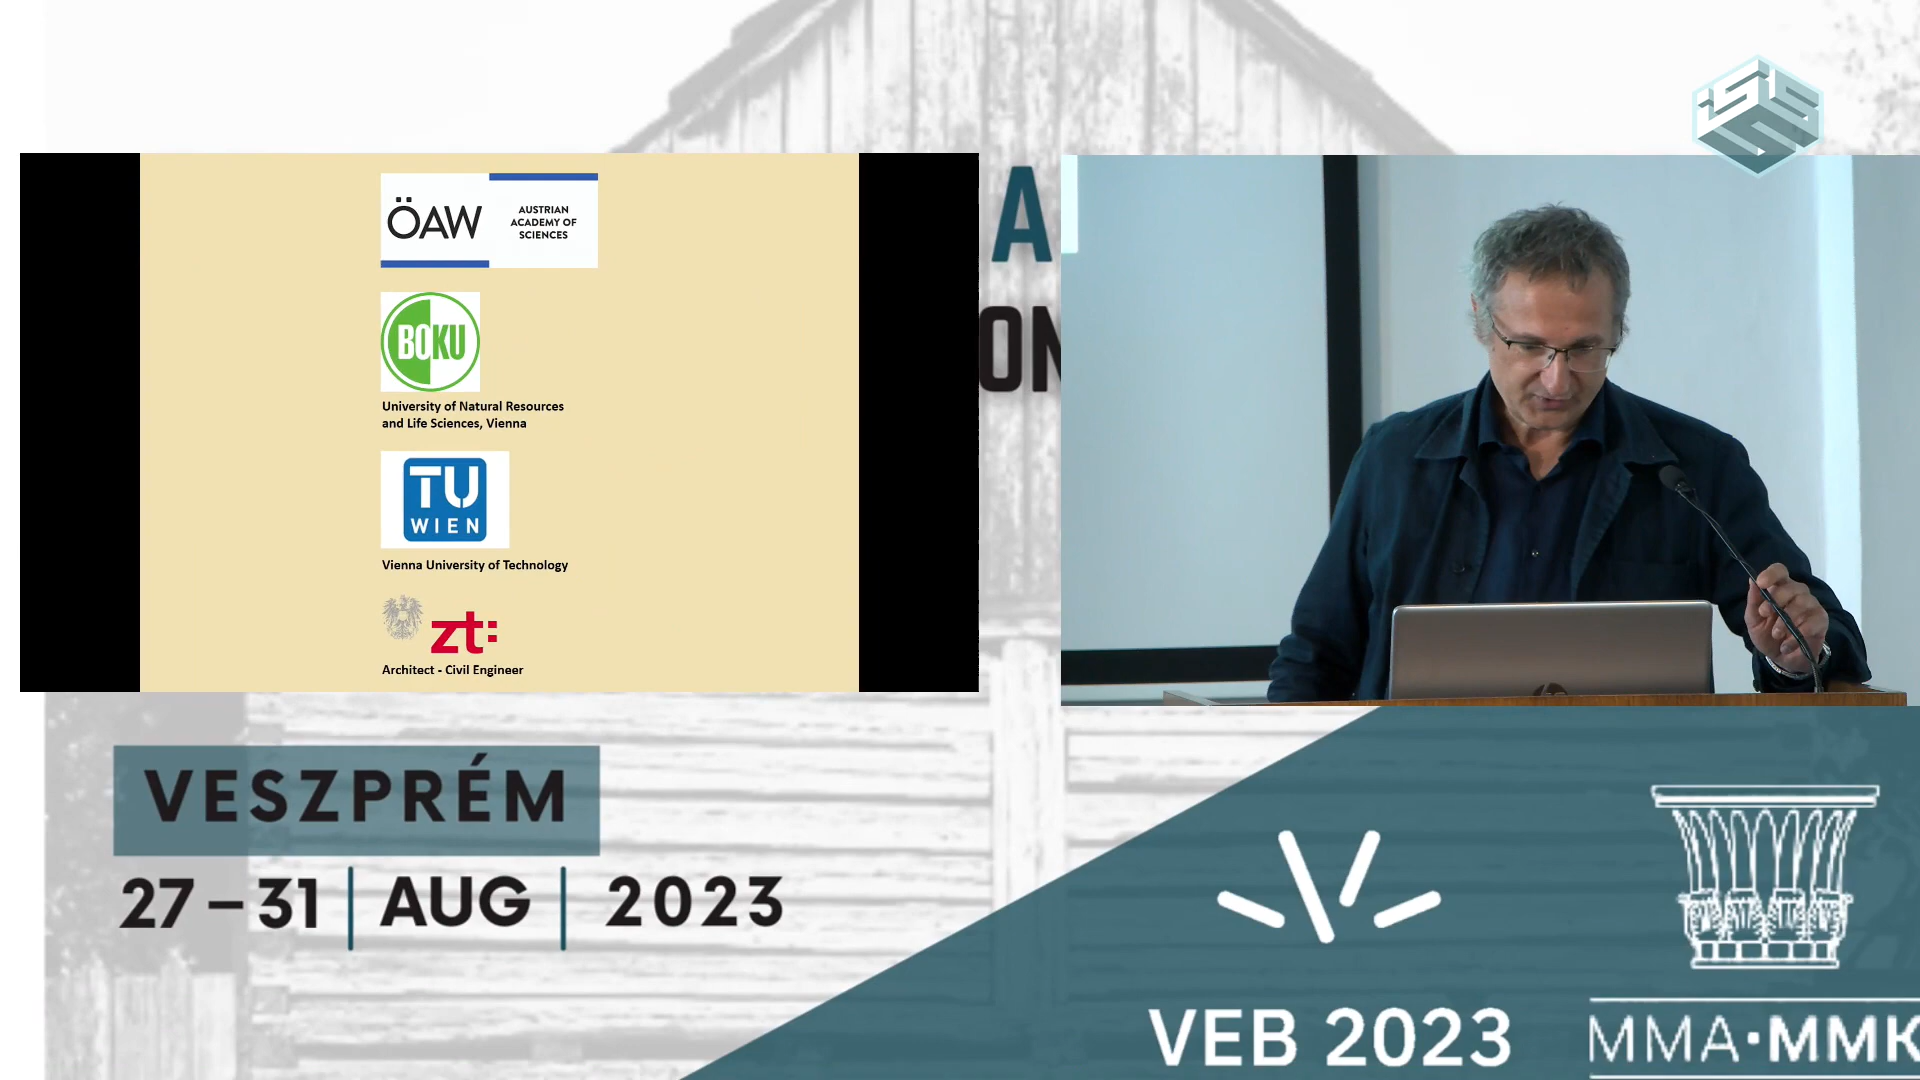 ÖAW
AUSTRIAN
ACADEMY OF
SCIENCES
BOKU
University of Natural Resources
and Life Sciences, Vienna
TU
WIEN
Vienna University of Technology
zt:
Architect - Civil Engineer
A
ON
VESZPRÉM
27–31 | AUG | 2023
VEB 2023
MMA·MMK